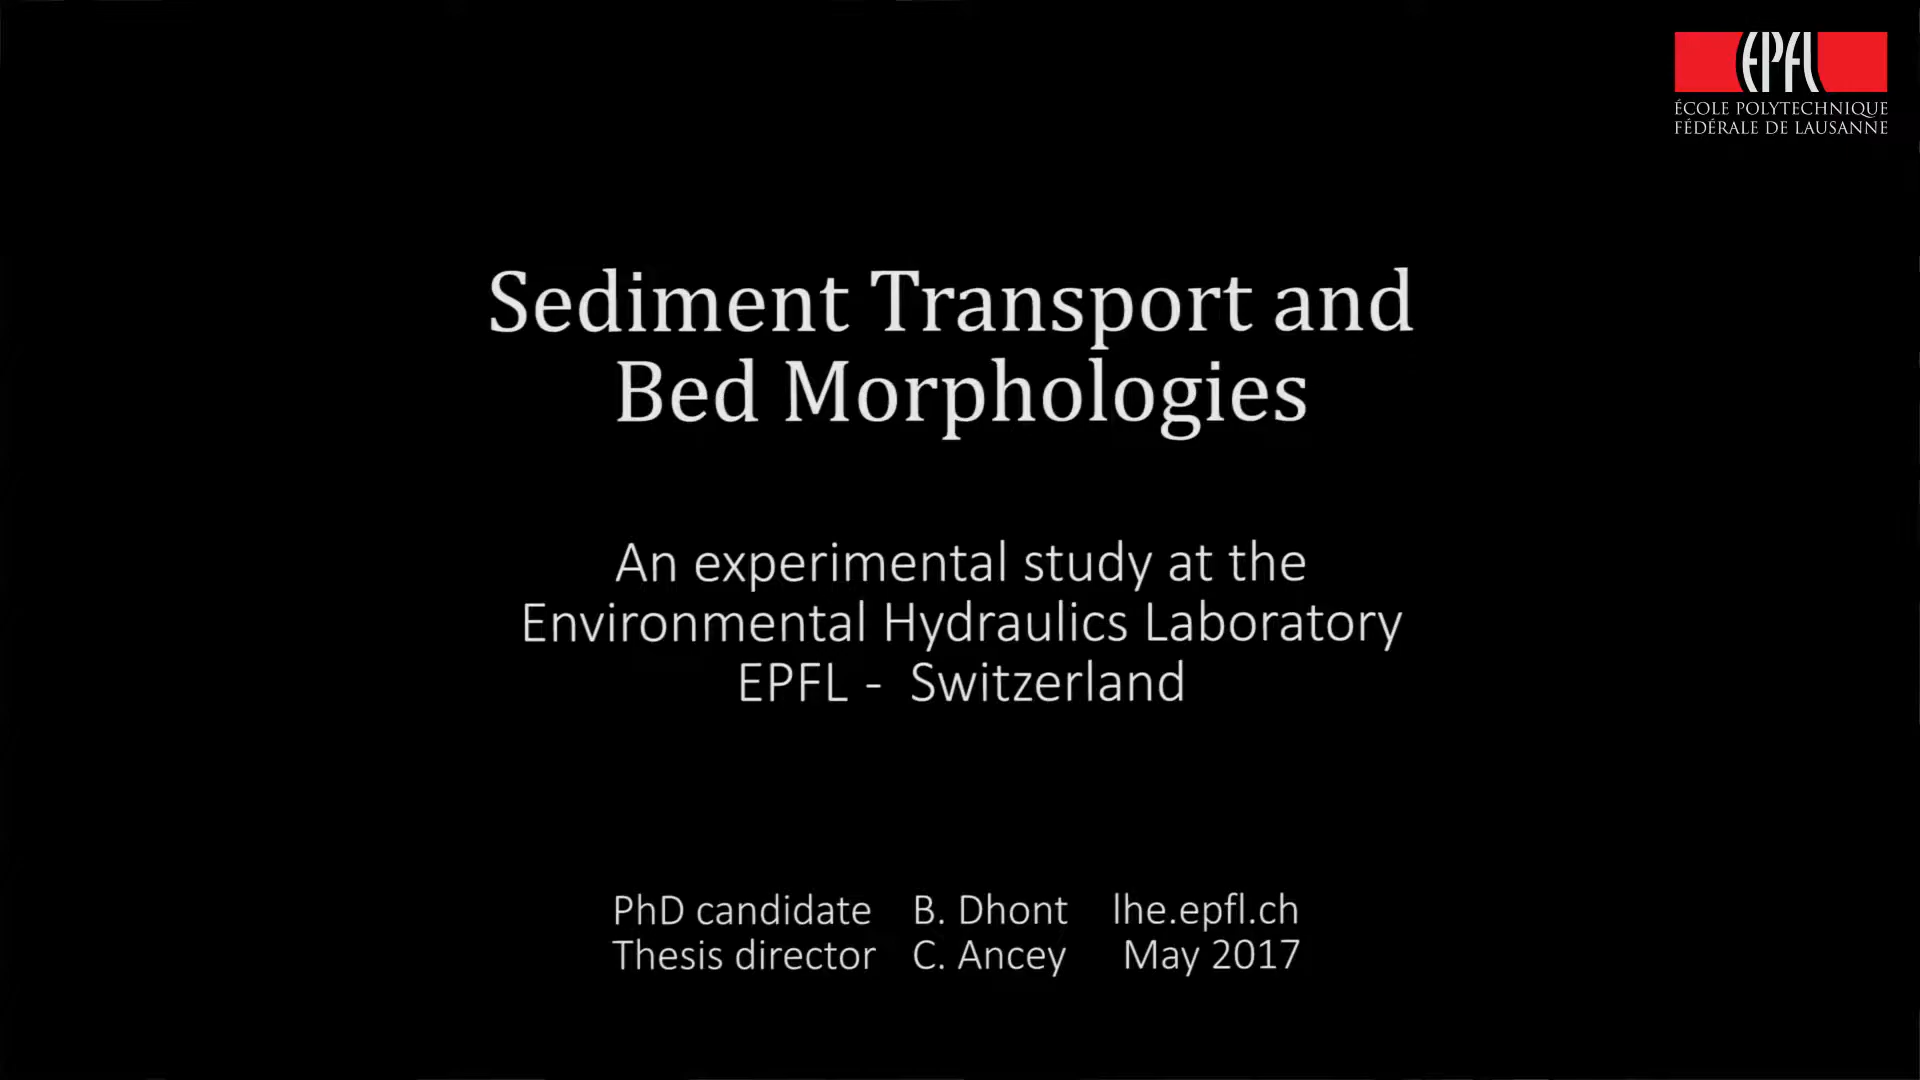 EPFL
ÉCOLE POLYTECHNIQUE
FÉDÉRALE DE LAUSANNE
Sediment Transport and
Bed Morphologies
An experimental study at the
Environmental Hydraulics Laboratory
EPFL - Switzerland
PhD candidate B. Dhont lhe.epfl.ch
Thesis director C. Ancey May 2017